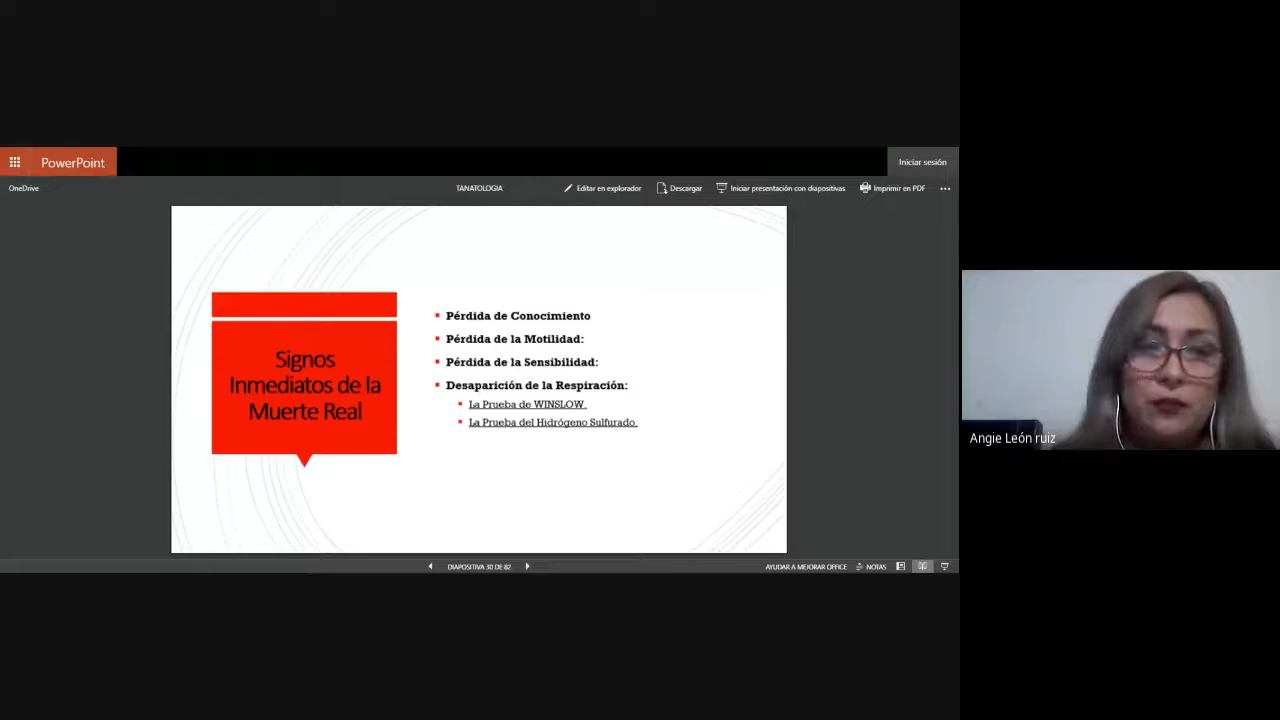 PowerPoint
Iniciar sesión
OneDrive
TANATOLOGIA
Editar en explorador
Descargar
Iniciar presentación con diapositivas
Imprimir en PDF
Signos
Inmediatos de la
Muerte Real
Pérdida de Conocimiento
Pérdida de la Motilidad:
Pérdida de la Sensibilidad:
Desaparición de la Respiración:
La Prueba de WINSLOW.
La Prueba del Hidrógeno Sulfurado.
DIAPOSITIVA 30 DE 82
AYUDAR A MEJORAR OFFICE
NOTAS
Angie León ruiz